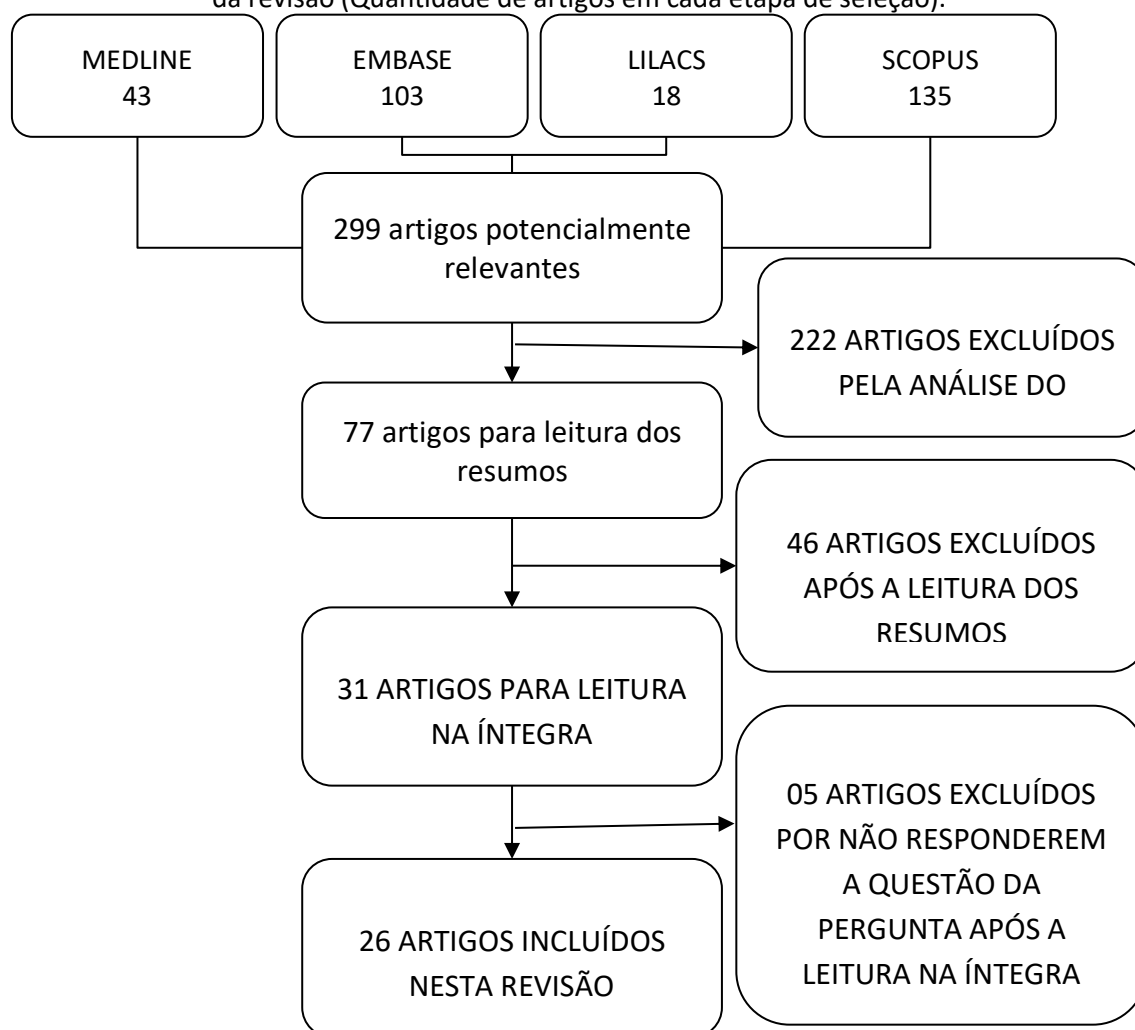 da revisão (Quantidade de artigos em cada etapa de seleção).
MEDLINE
43
EMBASE
103
LILACS
18
SCOPUS
135
299 artigos potencialmente
relevantes
222 ARTIGOS EXCLUÍDOS
PELA ANÁLISE DO
77 artigos para leitura dos
resumos
46 ARTIGOS EXCLUÍDOS
APÓS A LEITURA DOS
RESUMOS
31 ARTIGOS PARA LEITURA
NA ÍNTEGRA
05 ARTIGOS EXCLUÍDOS
POR NÃO RESPONDEREM
A QUESTÃO DA
PERGUNTA APÓS A
LEITURA NA ÍNTEGRA
26 ARTIGOS INCLUÍDOS
NESTA REVISÃO